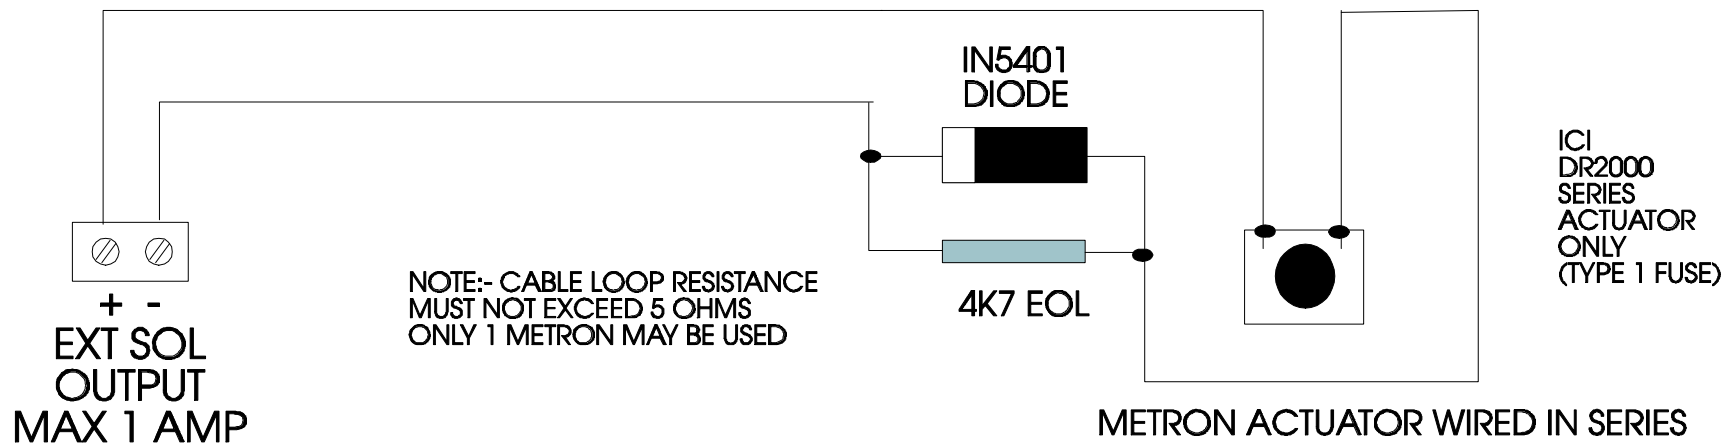 IN5401
DIODE
ICI
DR2000
SERIES
ACTUATOR
ONLY
(TYPE 1 FUSE)
NOTE:- CABLE LOOP RESISTANCE
MUST NOT EXCEED 5 OHMS
ONLY 1 METRON MAY BE USED
4K7 EOL
+ -
EXT SOL
OUTPUT
MAX 1 AMP
METRON ACTUATOR WIRED IN SERIES